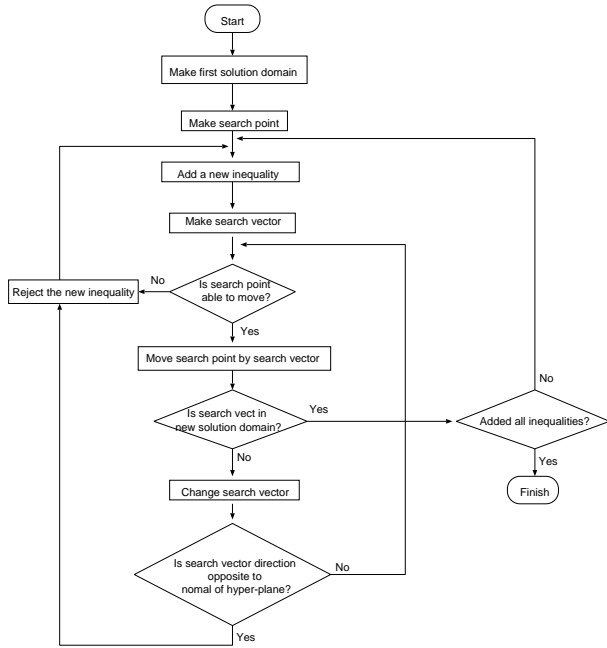 Start
Make first solution domain
Make search point
Add a new inequality
Make search vector
Is search point
able to move?
No
Reject the new inequality
Yes
Move search point by search vector
Is search vect in
new solution domain?
Yes
No
Added all inequalities?
No
Yes
Finish
Change search vector
Is search vector direction
opposite to
nomal of hyper-plane?
No
Yes